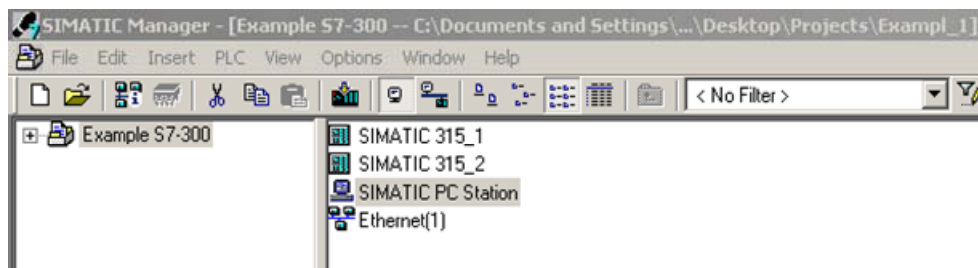 SIMATIC Manager - [Example S7-300 -- C:\Documents and Settings\...\Desktop\Projects\Exampl_1]
File Edit Insert PLC View Options Window Help
< No Filter >
Example S7-300
SIMATIC 315_1
SIMATIC 315_2
SIMATIC PC Station
Ethernet(1)